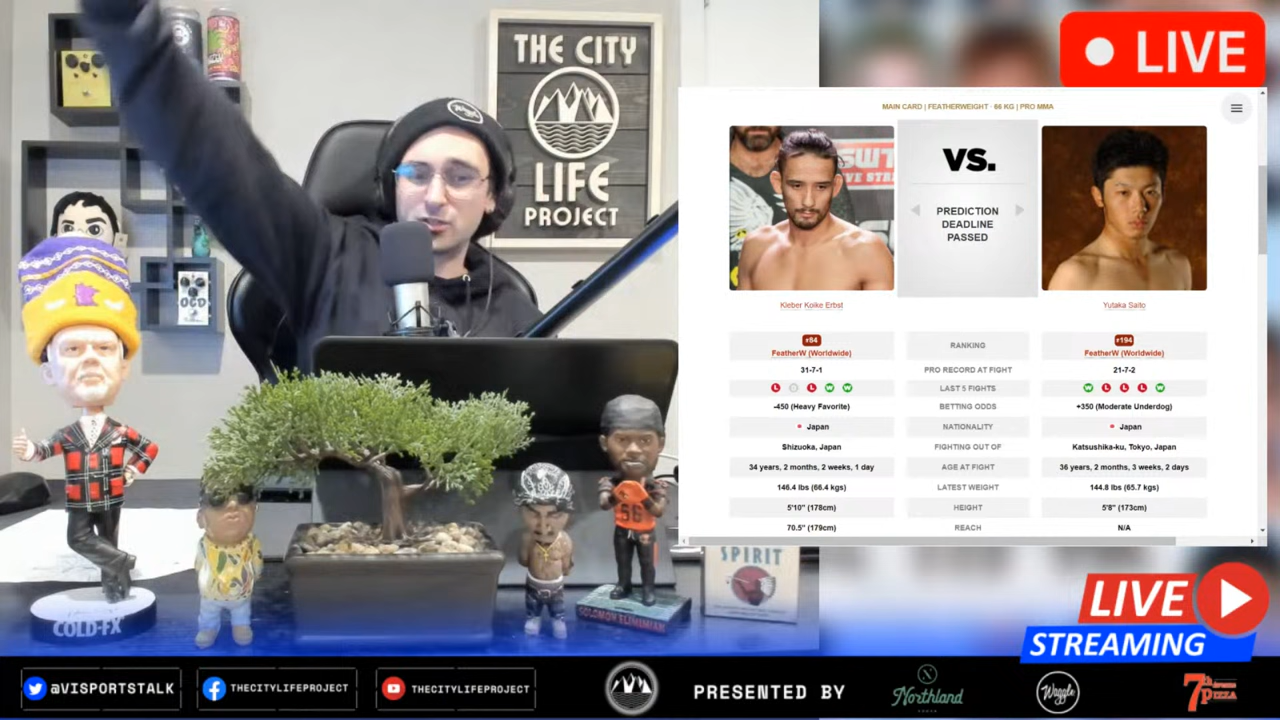 THE CITY
LIFE
PROJECT
OCD
COLD-FX
56
SOLOMON ELIMIMIAN
SPIRIT
LIVE
MAIN CARD | FEATHERWEIGHT · 66 KG | PRO MMA
VS.
PREDICTION
DEADLINE
PASSED
Kleber Koike Erbst
Yutaka Saito
#84
FeatherW (Worldwide)
RANKING
#194
FeatherW (Worldwide)
31-7-1
PRO RECORD AT FIGHT
21-7-2
L
L
W
W
LAST 5 FIGHTS
W
L
L
L
W
-450 (Heavy Favorite)
BETTING ODDS
+350 (Moderate Underdog)
Japan
NATIONALITY
Japan
Shizuoka, Japan
FIGHTING OUT OF
Katsushika-ku, Tokyo, Japan
34 years, 2 months, 2 weeks, 1 day
AGE AT FIGHT
36 years, 2 months, 3 weeks, 2 days
146.4 lbs (66.4 kgs)
LATEST WEIGHT
144.8 lbs (65.7 kgs)
5'10" (178cm)
HEIGHT
5'8" (173cm)
70.5" (179cm)
REACH
N/A
LIVE
STREAMING
@VISPORTSTALK
THECITYLIFEPROJECT
THECITYLIFEPROJECT
PRESENTED BY
Northland
Waggle
7th
PIZZA